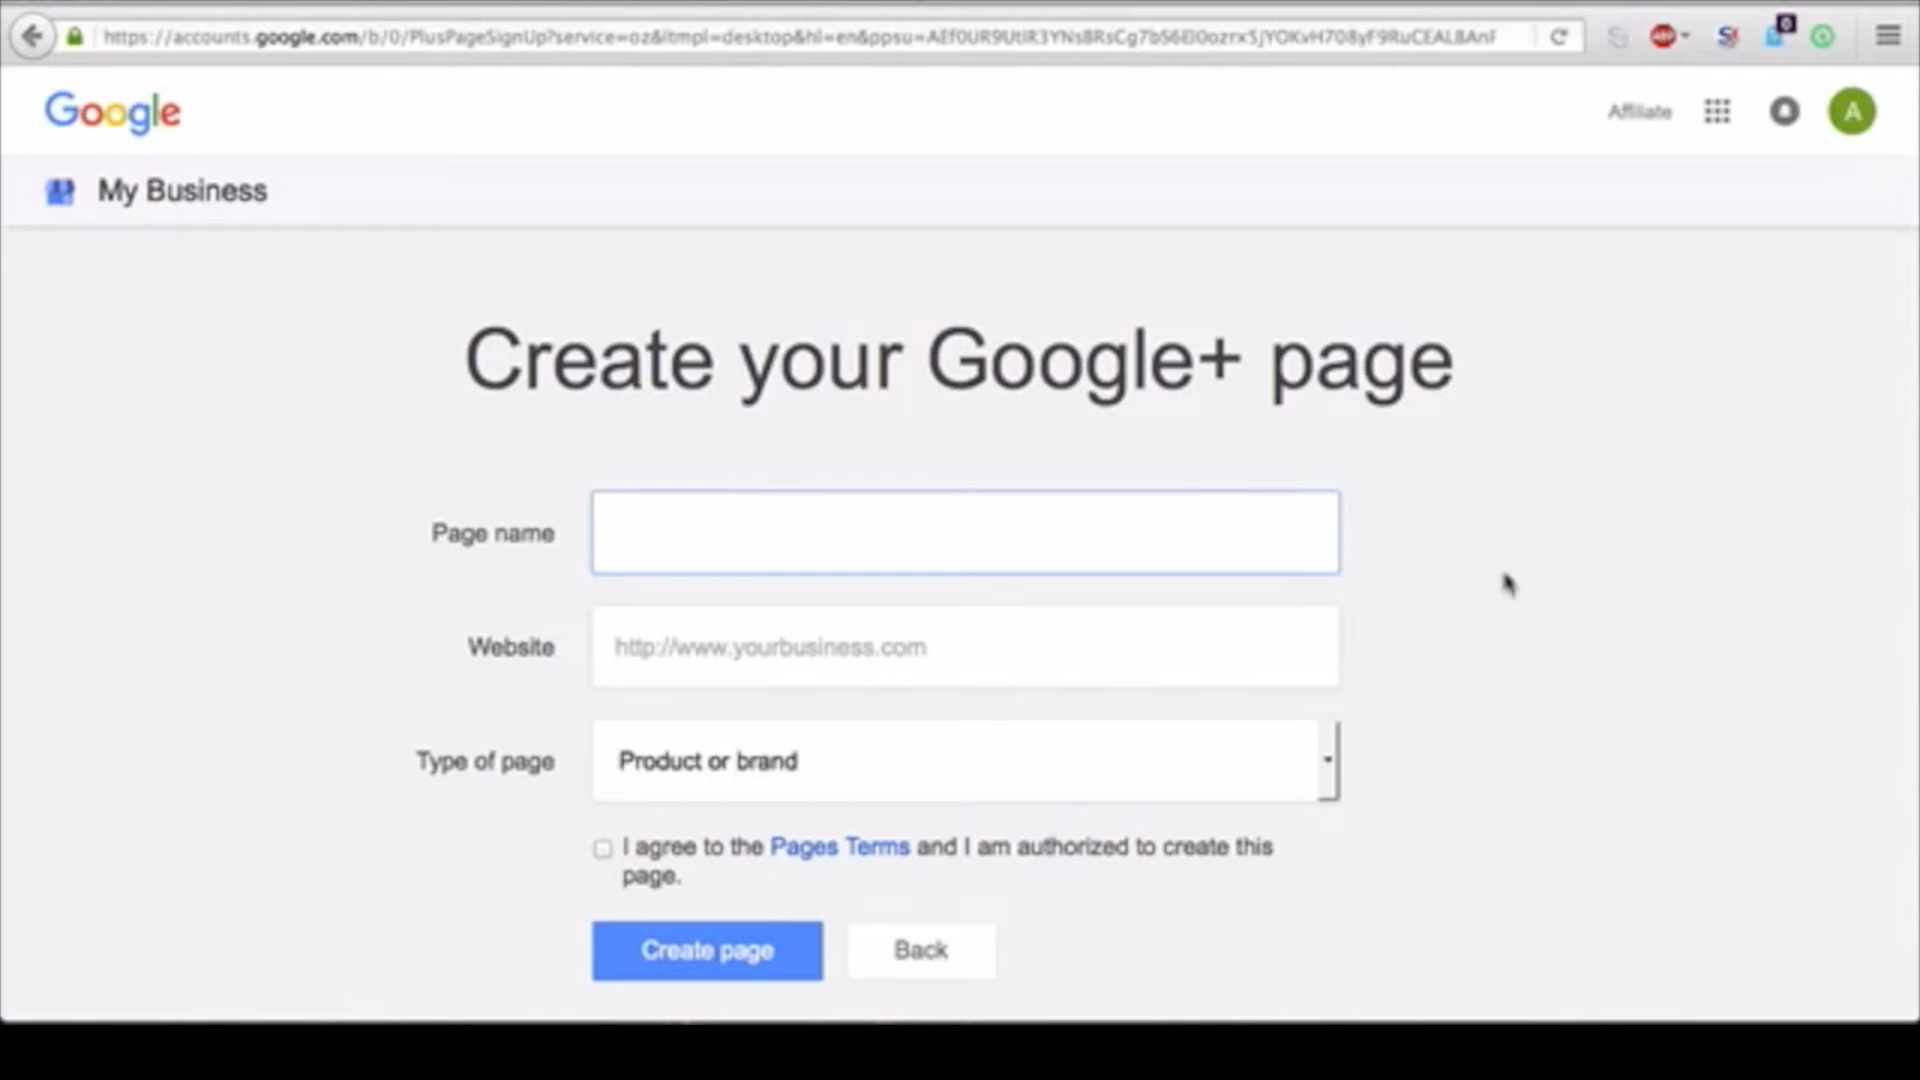 Google
Affiliate
A
My Business
Create your Google+ page
Page name
Website
http://www.yourbusiness.com
Type of page
Product or brand
I agree to the Pages Terms and I am authorized to create this
page.
Create page
Back